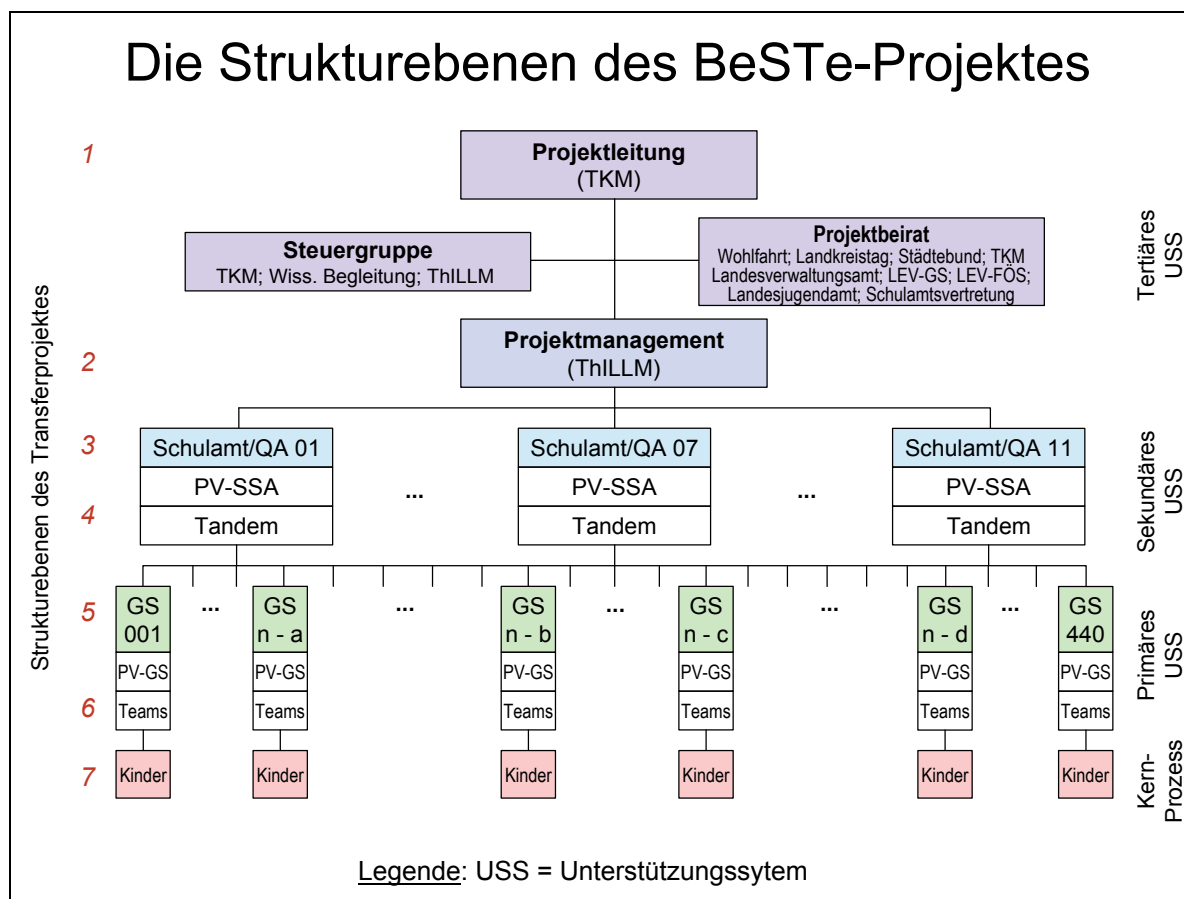 Die Strukturebenen des BeSTe-Projektes
1
Projektleitung
(TKM)
Steuergruppe
TKM; Wiss. Begleitung; ThILLM
Projektbeirat
Wohlfahrt; Landkreistag; Städtebund; TKM
Landesverwaltungsamt; LEV-GS; LEV-FÖS;
Landesjugendamt; Schulamtsvertretung
Tertiäres
USS
2
Projektmanagement
(ThILLM)
Strukturebenen des Transferprojektes
3
Schulamt/QA 01 Schulamt/QA 07 Schulamt/QA 11
PV-SSA ... PV-SSA ... PV-SSA
4
Tandem Tandem Tandem
Sekundäres
USS
5
GS ... GS ... GS ... GS ... GS ... GS
001 n - a n - b n - c n - d 440
PV-GS PV-GS PV-GS PV-GS PV-GS PV-GS
6
Teams Teams Teams Teams Teams Teams
Primäres
USS
7
Kinder Kinder Kinder Kinder Kinder Kinder
Kern-
Prozess
Legende: USS = Unterstützungssytem